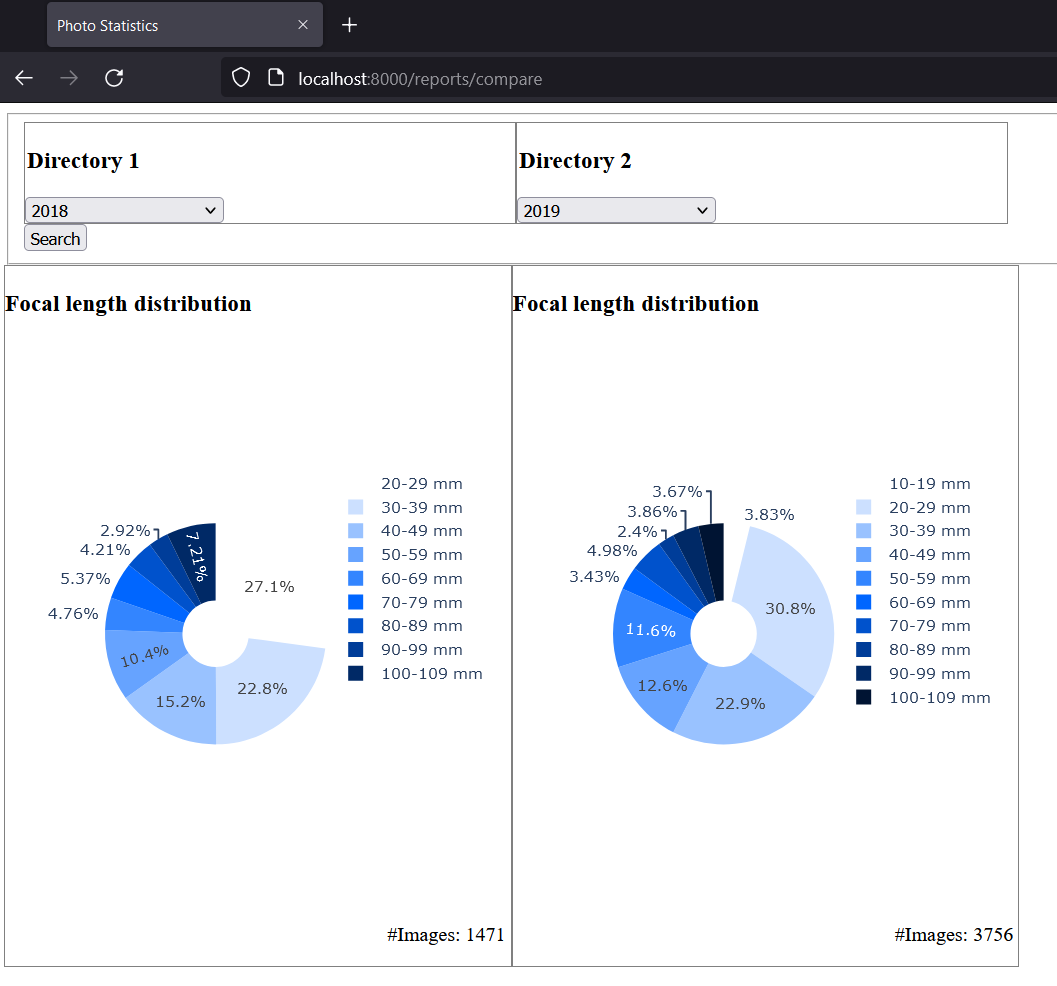 Photo Statistics
localhost:8000/reports/compare
Directory 1
2018
Directory 2
2019
Search
Focal length distribution
27.1%
22.8%
15.2%
10.4%
4.76%
5.37%
4.21%
2.92%
7.21%
20-29 mm
30-39 mm
40-49 mm
50-59 mm
60-69 mm
70-79 mm
80-89 mm
90-99 mm
100-109 mm
#Images: 1471
Focal length distribution
3.83%
30.8%
22.9%
12.6%
11.6%
3.43%
4.98%
2.4%
3.86%
3.67%
10-19 mm
20-29 mm
30-39 mm
40-49 mm
50-59 mm
60-69 mm
70-79 mm
80-89 mm
90-99 mm
100-109 mm
#Images: 3756